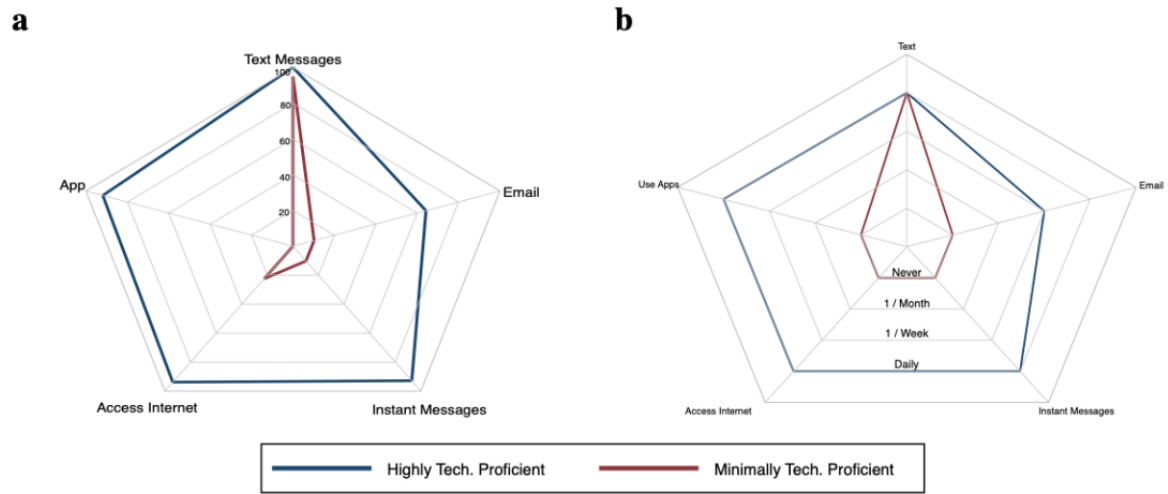 a
b
Text Messages
100
80
60
40
20
App
Email
Access Internet
Instant Messages
Text
Use Apps
Email
Never
1 / Month
1 / Week
Daily
Access Internet
Instant Messages
Highly Tech. Proficient
Minimally Tech. Proficient